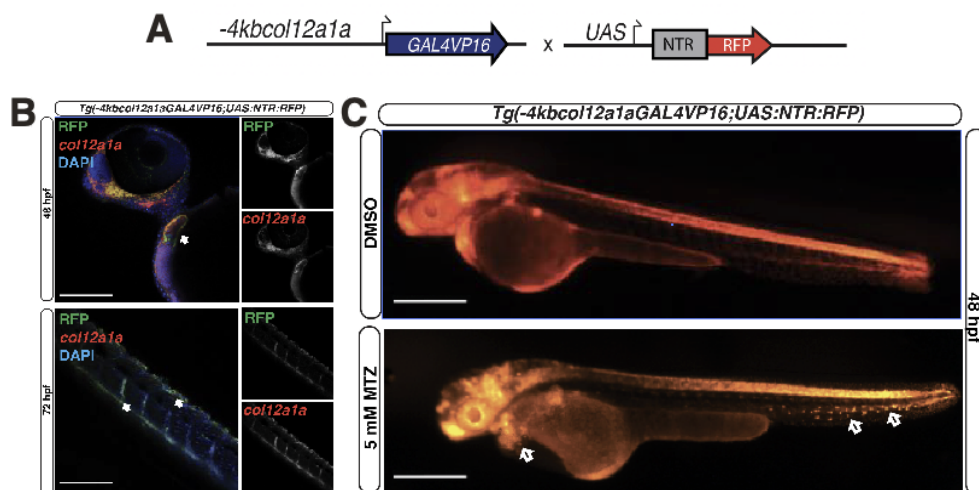 A
-4kbcol12a1a
GAL4VP16
x
UAS
NTR
RFP
B
Tg(-4kbcol12a1aGAL4VP16;UAS:NTR:RFP)
48 hpf
RFP
col12a1a
DAPI
RFP
col12a1a
72 hpf
RFP
col12a1a
DAPI
RFP
col12a1a
C
Tg(-4kbcol12a1aGAL4VP16;UAS:NTR:RFP)
DMSO
5 mM MTZ
48 hpf